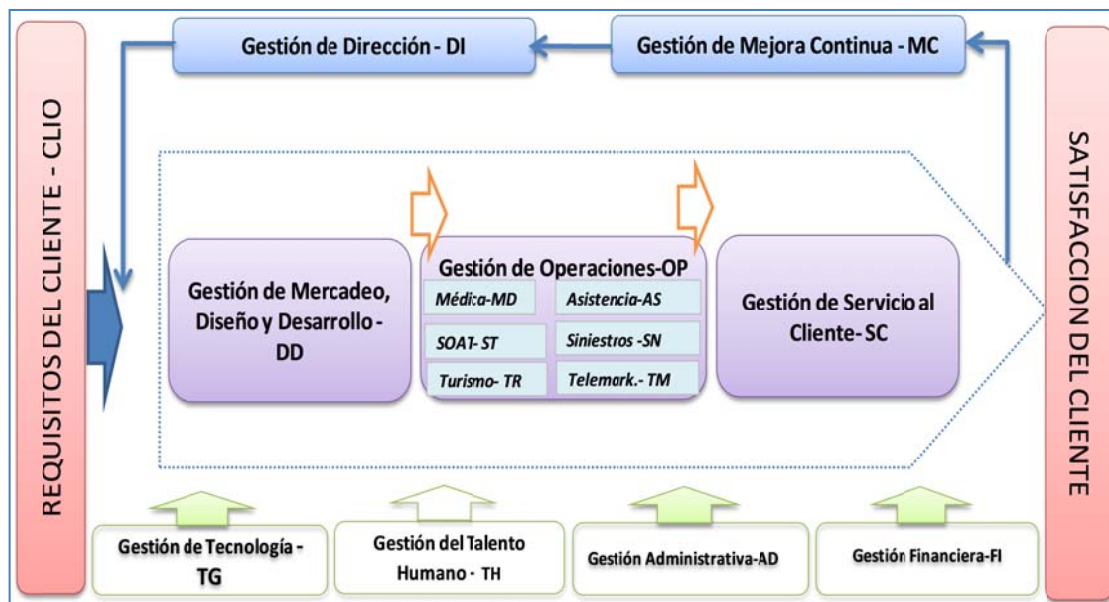 Gestión de Dirección - DI
Gestión de Mejora Continua - MC
REQUISITOS DEL CLIENTE - CLIO
Gestión de Mercadeo,
Diseño y Desarrollo -
DD
Gestión de Operaciones-OP
Médica-MD
Asistencia-AS
SOAT- ST
Siniestros -SN
Turismo- TR
Telemark.- TM
Gestión de Servicio al
Cliente- SC
SATISFACCION DEL CLIENTE
Gestión de Tecnología -
TG
Gestión del Talento
Humano - TH
Gestión Administrativa-AD
Gestión Financiera-FI